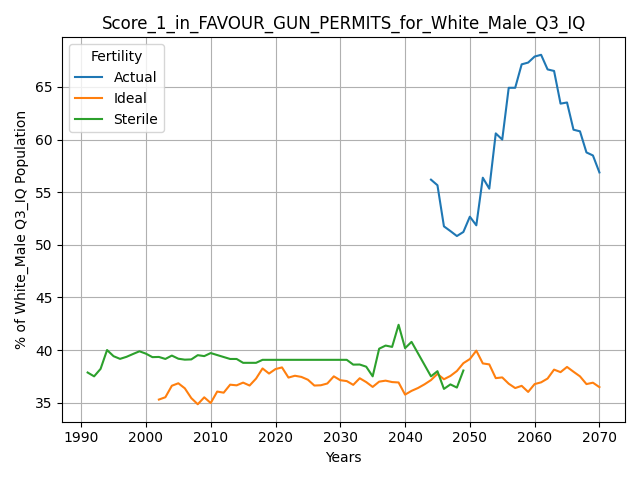 Score_1_in_FAVOUR_GUN_PERMITS_for_White_Male_Q3_IQ
Fertility
Actual
Ideal
Sterile
% of White_Male Q3_IQ Population
65
60
55
50
45
40
35
1990 2000 2010 2020 2030 2040 2050 2060 2070
Years